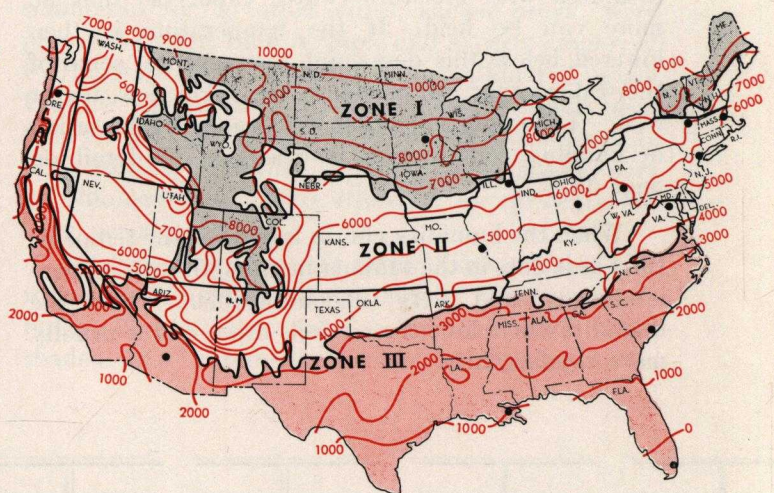 7000 8000 9000 10000 9000 9000 8000 7000 6000
WASH. MONT. N.D. MINN. 10000 ME.
ORE. 6000 9000 ZONE I WIS. MICH. 8000 7000 N.Y. VT. N.H. MASS. CONN. R.I.
IDAHO WYO. S.D. 8000 IOWA 7000
CAL. NEV. UTAH NEBR. ILL. IND. OHIO PA. N.J. 5000
7000 8000 COL. 6000 MO. 6000 5000 W. VA. MD. DEL. VA. 4000
6000 5000 KANS. ZONE II KY. 4000 3000
2000 ARIZ. N. M. TEXAS OKLA. ARK. TENN. N. C. S. C.
4000 3000 MISS. ALA. GA. 2000
ZONE III 2000 LA.
1000 2000 1000 FLA. 1000
1000 0